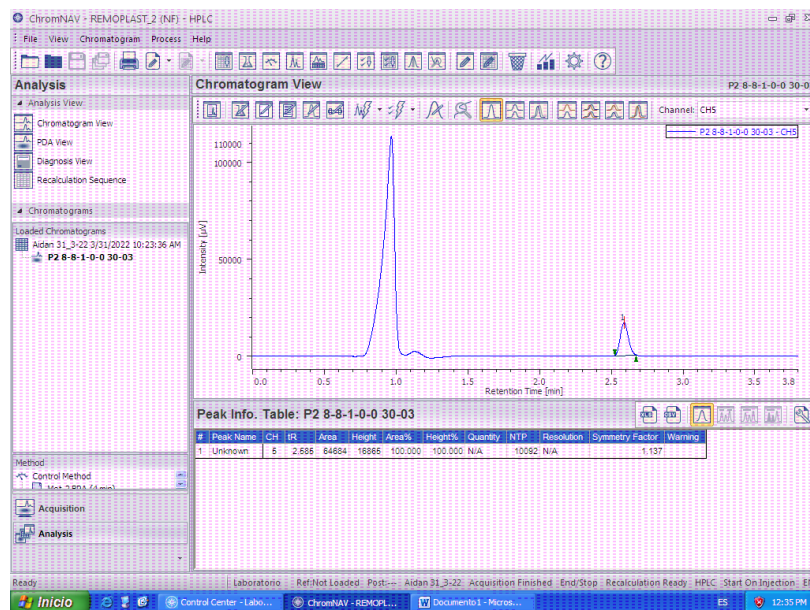 ChromNAV - REMOPLAST_2 (NF) - HPLC
File View Chromatogram Process Help
Analysis
Analysis View
Chromatogram View
PDA View
Diagnosis View
Recalculation Sequence
Chromatograms
Loaded Chromatograms
Aidan 31_3-22 3/31/2022 10:23:36 AM
P2 8-8-1-0-0 30-03
Method
Control Method
Acquisition
Analysis
Chromatogram View
P2 8-8-1-0-0 30-0
Channel: CH5
P2 8-8-1-0-0 30-03 - CH5
Intensity [µV]
110000
100000
50000
0
1
0.0 0.5 1.0 1.5 2.0 2.5 3.0 3.5 3.8
Retention Time [min]
Peak Info. Table: P2 8-8-1-0-0 30-03
# Peak Name CH tR Area Height Area% Height% Quantity NTP Resolution Symmetry Factor Warning
1 Unknown 5 2.585 64684 16865 100.000 100.000 N/A 10092 N/A 1.137
Ready Laboratorio Ref:Not Loaded Post:--- Aidan 31_3-22 Acquisition Finished End/Stop Recalculation Ready HPLC Start On Injection
Inicio Control Center - Labo... ChromNAV - REMOPL... Documento1 - Micros... ES 12:35 PM